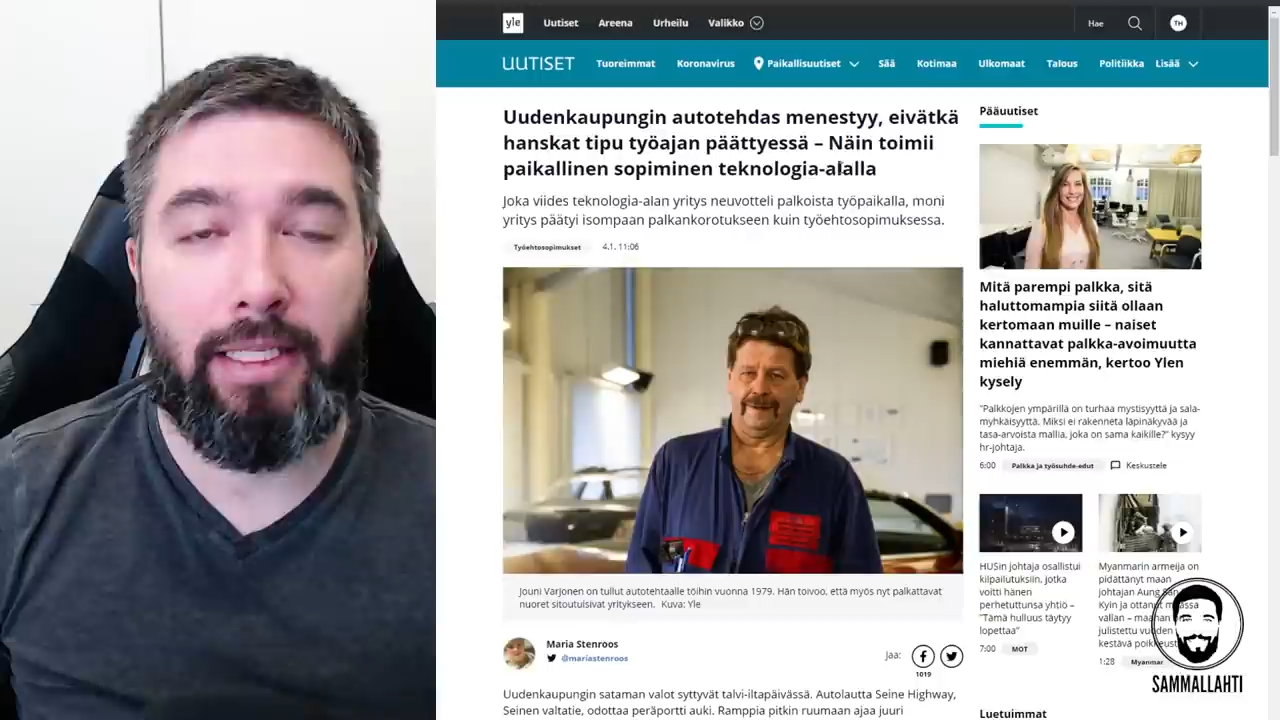 yle
Uutiset
Areena
Urheilu
Valikko
Hae
TH
UUTISET
Tuoreimmat
Koronavirus
Paikallisuutiset
Sää
Kotimaa
Ulkomaat
Talous
Politiikka
Lisää
Uudenkaupungin autotehdas menestyy, eivätkä
hanskat tipu työajan päättyessä – Näin toimii
paikallinen sopiminen teknologia-alalla
Joka viides teknologia-alan yritys neuvotteli palkoista työpaikalla, moni
yritys päätyi isompaan palkankorotukseen kuin työehtosopimuksessa.
Työehtosopimukset
4.1. 11:06
Jouni Varjonen on tullut autotehtaalle töihin vuonna 1979. Hän toivoo, että myös nyt palkattavat
nuoret sitoutuisivat yritykseen. Kuva: Yle
Maria Stenroos
@mariastenroos
Jaa:
1019
Uudenkaupungin sataman valot syttyvät talvi-iltapäivässä. Autolautta Seine Highway,
Seinen valtatie, odottaa peräportti auki. Ramppia pitkin ruumaan ajaa juuri
Pääuutiset
Mitä parempi palkka, sitä
haluttomampia siitä ollaan
kertomaan muille – naiset
kannattavat palkka-avoimuutta
miehiä enemmän, kertoo Ylen
kysely
"Palkkojen ympärillä on turhaa mystisyyttä ja sala-
myhkäisyyttä. Miksi ei rakenneta läpinäkyvää ja
tasa-arvoista mallia, joka on sama kaikille?" kysyy
hr-johtaja.
6:00
Palkka ja työsuhde-edut
Keskustele
HUSin johtaja osallistui
kilpailutuksiin, jotka
voitti hänen
perhetuttunsa yhtiö –
"Tämä hulluus täytyy
lopettaa"
7:00
MOT
Myanmarin armeija on
pidättänyt maan
johtajan Aung San
Kyin ja ottanut
vallan –
julistettu
kestävä
1:28
Myanmar
SAMMALLAHTI
Luetuimmat